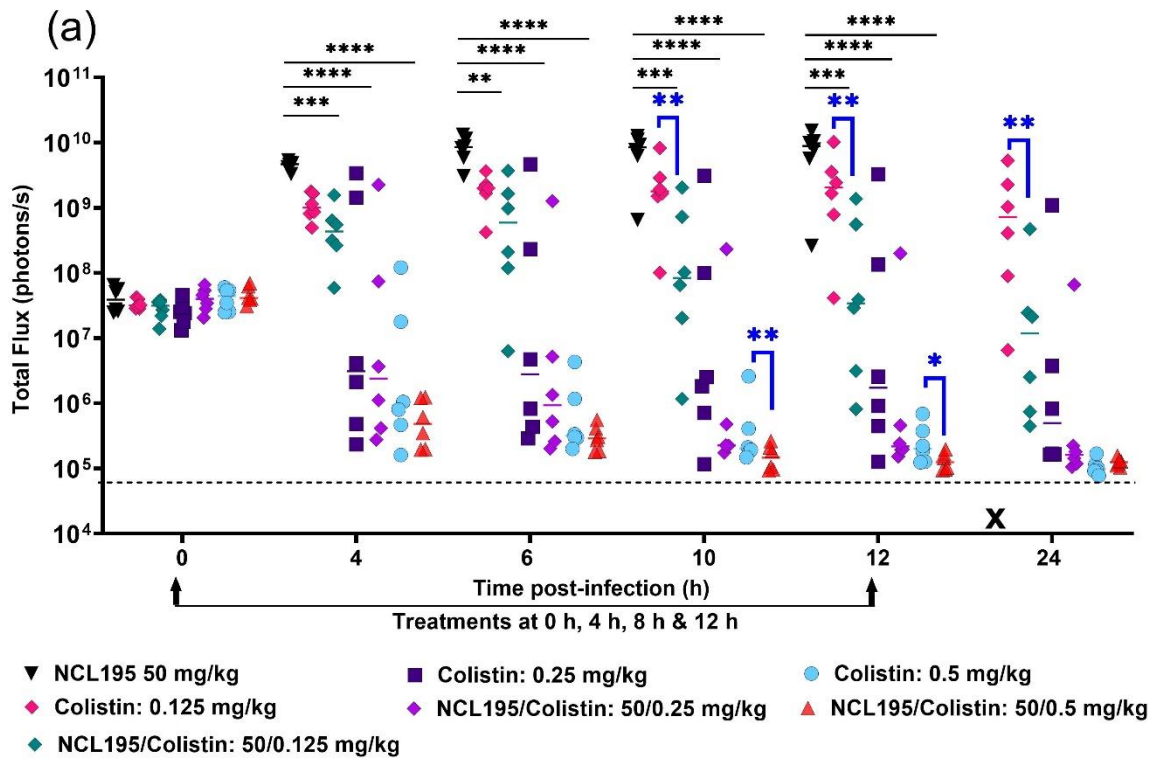 (a)
**** **** **** ****
**** **** **** ****
*** ** *** ***
** ** **
** *
Total Flux (photons/s)
10¹¹
10¹⁰
10⁹
10⁸
10⁷
10⁶
10⁵
10⁴
X
0 4 6 10 12 24
Time post-infection (h)
Treatments at 0 h, 4 h, 8 h & 12 h
NCL195 50 mg/kg Colistin: 0.25 mg/kg Colistin: 0.5 mg/kg
Colistin: 0.125 mg/kg NCL195/Colistin: 50/0.25 mg/kg NCL195/Colistin: 50/0.5 mg/kg
NCL195/Colistin: 50/0.125 mg/kg